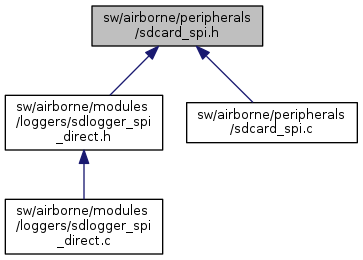 sw/airborne/peripherals
/sdcard_spi.h
sw/airborne/modules
/loggers/sdlogger_spi
_direct.h
sw/airborne/peripherals
/sdcard_spi.c
sw/airborne/modules
/loggers/sdlogger_spi
_direct.c